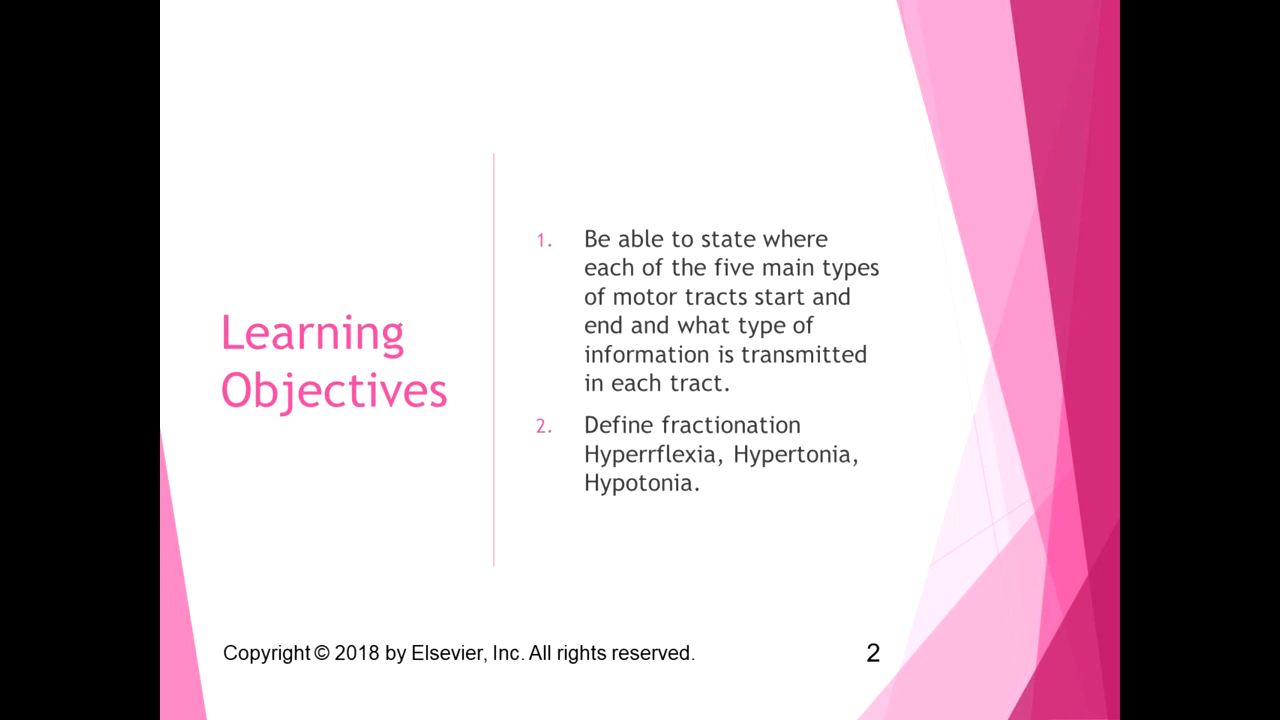 Learning
Objectives
1. Be able to state where
each of the five main types
of motor tracts start and
end and what type of
information is transmitted
in each tract.
2. Define fractionation
Hyperrflexia, Hypertonia,
Hypotonia.
Copyright © 2018 by Elsevier, Inc. All rights reserved.
2